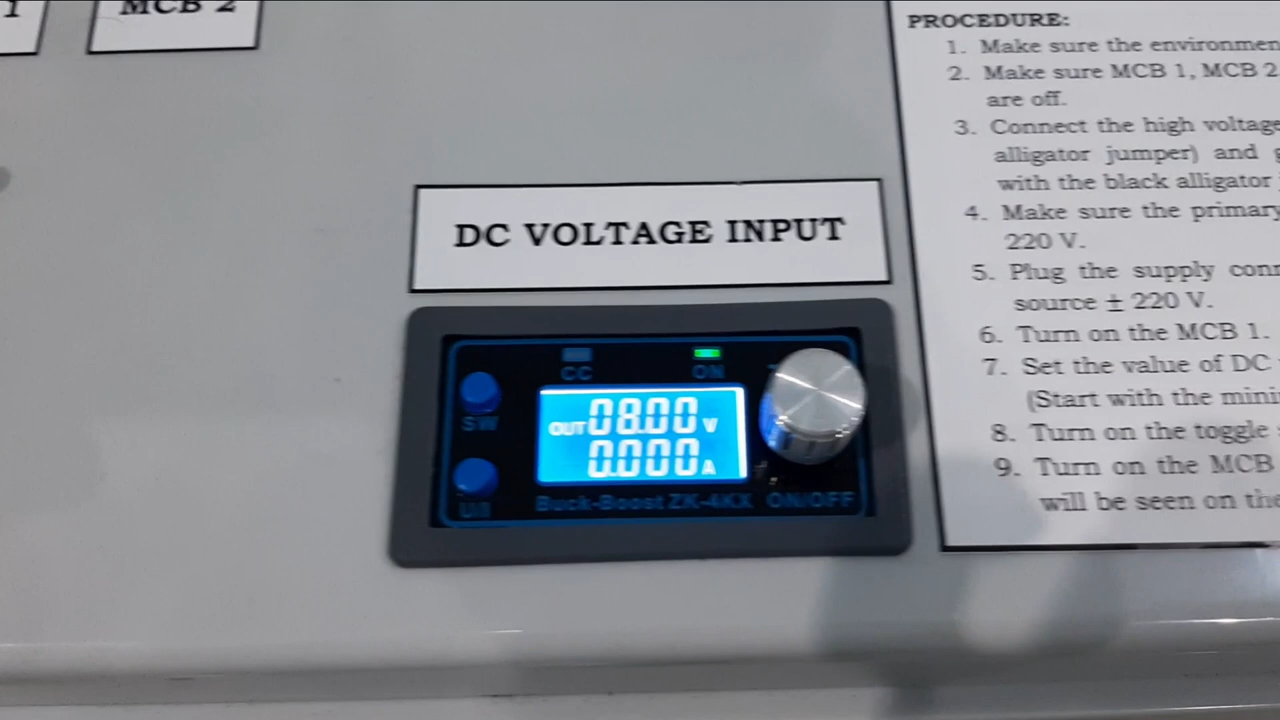 1
MCB 2
DC VOLTAGE INPUT
CC
ON
SW
OUT 08.00 V
0.000 A
U/I
Buck-Boost ZK-4KX ON/OFF
PROCEDURE:
1. Make sure the environmen
2. Make sure MCB 1, MCB 2
are off.
3. Connect the high voltage
alligator jumper) and
with the black alligator
4. Make sure the primary
220 V.
5. Plug the supply conn
source ± 220 V.
6. Turn on the MCB 1.
7. Set the value of DC
(Start with the mini
8. Turn on the toggle
9. Turn on the MCB
will be seen on the